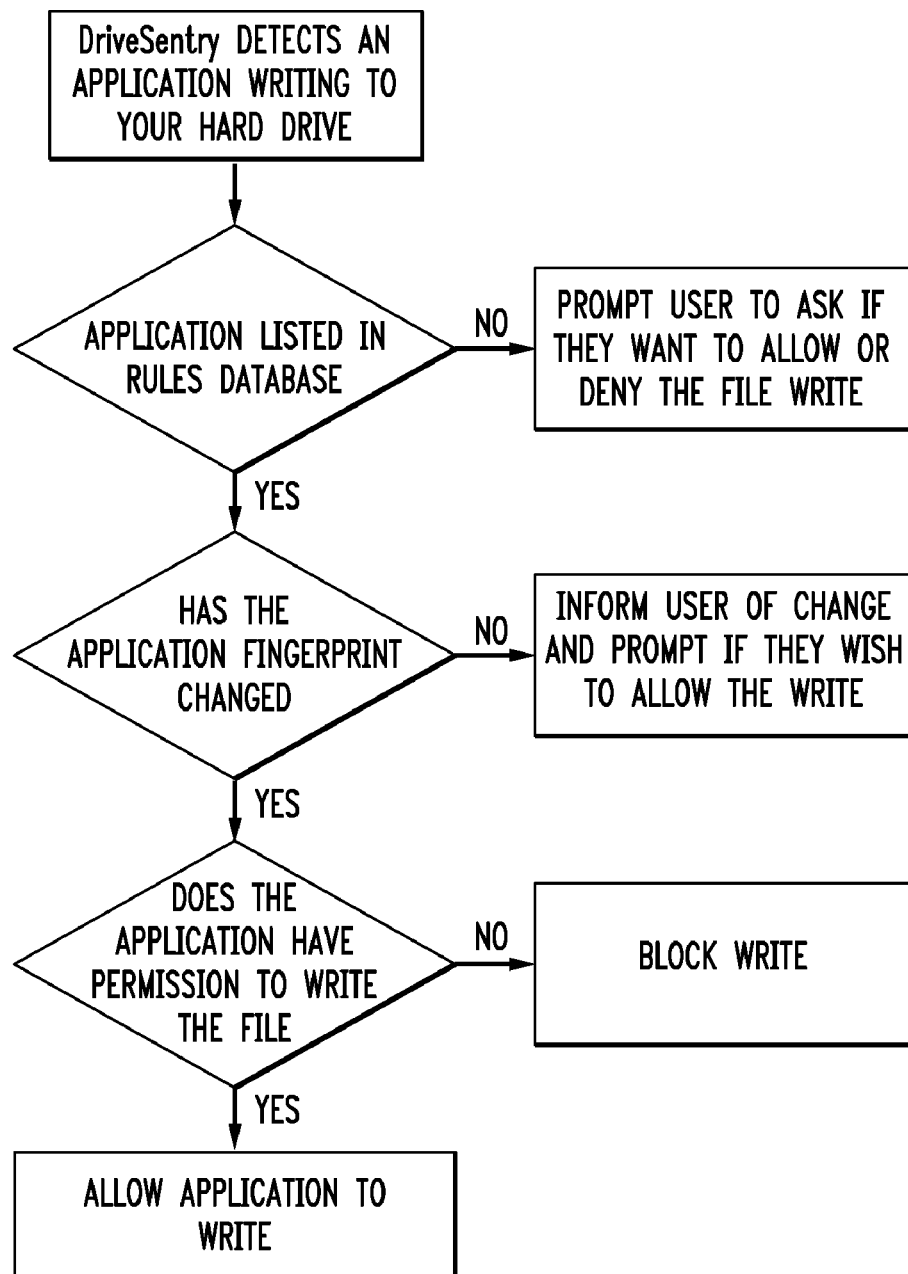 DriveSentry DETECTS AN
APPLICATION WRITING TO
YOUR HARD DRIVE
APPLICATION LISTED IN
RULES DATABASE
NO
PROMPT USER TO ASK IF
THEY WANT TO ALLOW OR
DENY THE FILE WRITE
YES
HAS THE
APPLICATION FINGERPRINT
CHANGED
NO
INFORM USER OF CHANGE
AND PROMPT IF THEY WISH
TO ALLOW THE WRITE
YES
DOES THE
APPLICATION HAVE
PERMISSION TO WRITE
THE FILE
NO
BLOCK WRITE
YES
ALLOW APPLICATION TO
WRITE